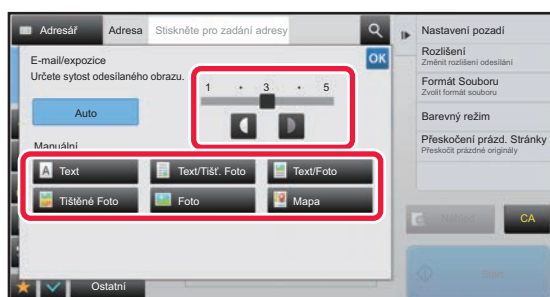 Adresář
Adresa
Stiskněte pro zadání adresy
E-mail/expozice
OK
Určete sytost odesílaného obrazu.
1 • 3 • 5
Auto
Manuální
A Text
Text/Tišť. Foto
Text/Foto
Tištěné Foto
Foto
Mapa
Ostatní
Nastavení pozadí
Rozlišení
Změnit rozlišení odesílání
Formát Souboru
Zvolit formát souboru
Barevný režim
Přeskočení prázd. Stránky
Přeskočit prázdné originály
Náhled
CA
Start